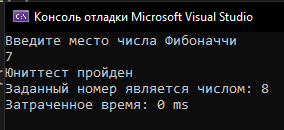 Консоль отладки Microsoft Visual Studio
Введите место числа Фибоначчи
7
Юниттест пройден
Заданный номер является числом: 8
Затраченное время: 0 ms